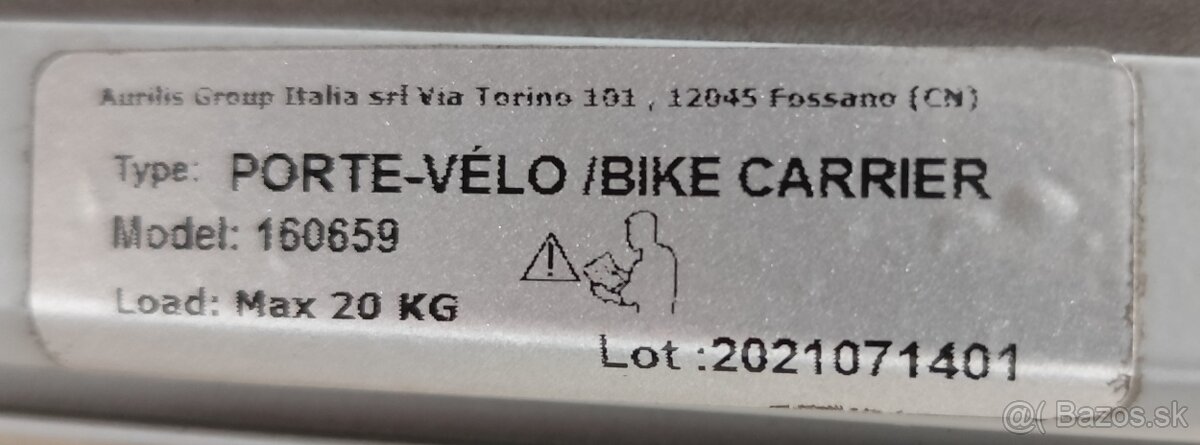 Aurilis Group Italia srl Via Torino 101 , 12045 Fossano (CN)
Type: PORTE-VÉLO /BIKE CARRIER
Model: 160659
Load: Max 20 KG
Lot :2021071401
@( Bazos.sk